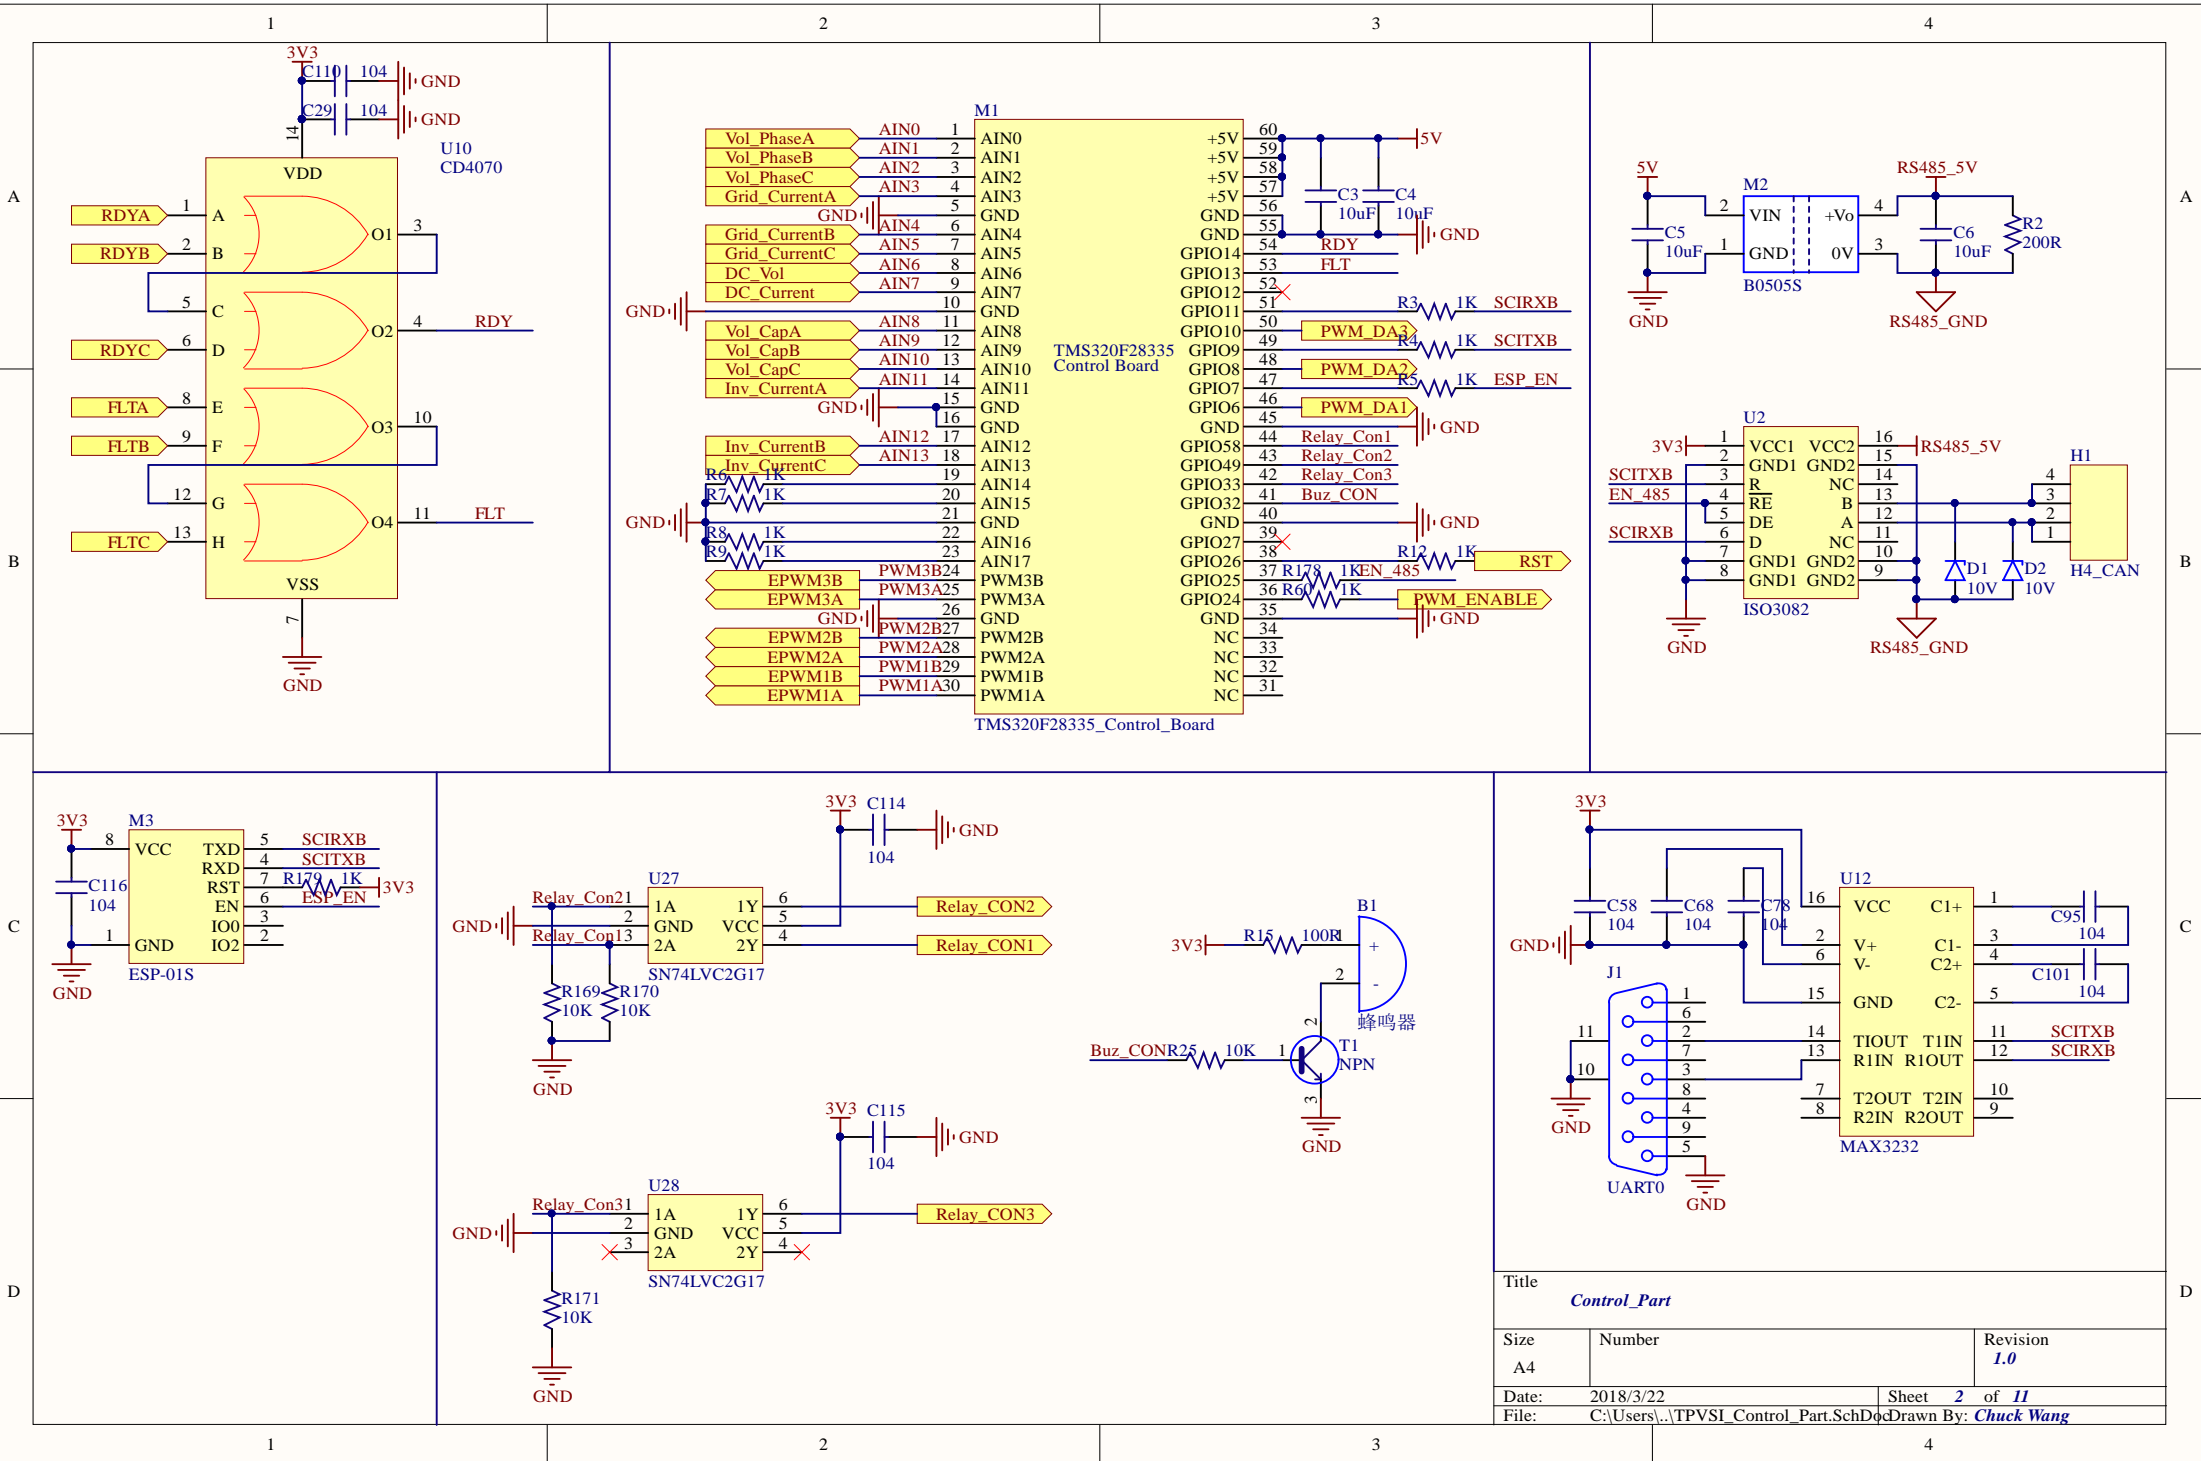 1 2 3 4
A
B
C
D
3V3
C110 104 GND
C29 104 GND
14
U10
CD4070
VDD
RDYA 1 A
RDYB 2 B
O1 3
5 C
RDYC 6 D
O2 4 RDY
FLTA 8 E
FLTB 9 F
O3 10
12 G
FLTC 13 H
O4 11 FLT
VSS
7
GND
M1
Vol_PhaseA AIN0 1 AIN0
Vol_PhaseB AIN1 2 AIN1
Vol_PhaseC AIN2 3 AIN2
Grid_CurrentA AIN3 4 AIN3
GND 5 GND
Grid_CurrentB AIN4 6 AIN4
Grid_CurrentC AIN5 7 AIN5
DC_Vol AIN6 8 AIN6
DC_Current AIN7 9 AIN7
GND 10 GND
Vol_CapA AIN8 11 AIN8
Vol_CapB AIN9 12 AIN9
Vol_CapC AIN10 13 AIN10
Inv_CurrentA AIN11 14 AIN11
GND 15 GND
16 GND
Inv_CurrentB AIN12 17 AIN12
Inv_CurrentC AIN13 18 AIN13
R6 1K 19 AIN14
R7 1K 20 AIN15
GND 21 GND
R8 1K 22 AIN16
R9 1K 23 AIN17
EPWM3B PWM3B 24 PWM3B
EPWM3A PWM3A 25 PWM3A
GND 26 GND
EPWM2B PWM2B 27 PWM2B
EPWM2A PWM2A 28 PWM2A
EPWM1B PWM1B 29 PWM1B
EPWM1A PWM1A 30 PWM1A
TMS320F28335
Control Board
+5V 60 5V
+5V 59
+5V 58
+5V 57
C3 10uF
C4 10uF
GND 56
GND 55 GND
GPIO14 54 RDY
GPIO13 53 FLT
GPIO12 52
GPIO11 51 R3 1K SCIRXB
GPIO10 50 PWM_DA3
GPIO9 49 R4 1K SCITXB
GPIO8 48 PWM_DA2
GPIO7 47 R5 1K ESP_EN
GPIO6 46 PWM_DA1
GND 45 GND
GPIO58 44 Relay_Con1
GPIO49 43 Relay_Con2
GPIO33 42 Relay_Con3
GPIO32 41 Buz_CON
GND 40 GND
GPIO27 39
GPIO26 38 R12 1K RST
GPIO25 37 R178 1K EN_485
GPIO24 36 R60 1K PWM_ENABLE
GND 35 GND
NC 34
NC 33
NC 32
NC 31
TMS320F28335_Control_Board
5V
C5
10uF
GND
M2
2 VIN +Vo 4
1 GND 0V 3
B0505S
RS485_5V
C6
10uF
R2
200R
RS485_GND
U2
3V3 1 VCC1 VCC2 16 RS485_5V
2 GND1 GND2 15
SCITXB 3 R NC 14
EN_485 4 RE B 13
5 DE A 12
SCIRXB 6 D NC 11
7 GND1 GND2 10
8 GND1 GND2 9
ISO3082
GND
RS485_GND
D1
10V
D2
10V
H1
4
3
2
1
H4_CAN
3V3
C116
104
GND
M3
8 VCC TXD 5 SCIRXB
RXD 4 SCITXB
RST 7 R179 1K 3V3
EN 6 ESP_EN
IO0 3
1 GND IO2 2
ESP-01S
3V3
C114
104
GND
U27
Relay_Con2 1 1A 1Y 6 Relay_CON2
GND 2 GND VCC 5
Relay_Con1 3 2A 2Y 4 Relay_CON1
SN74LVC2G17
R169
10K
R170
10K
GND
3V3
C115
104
GND
U28
Relay_Con3 1 1A 1Y 6 Relay_CON3
GND 2 GND VCC 5
3 2A 2Y 4
SN74LVC2G17
R171
10K
GND
B1
3V3 R15 100R 1 +
2 -
蜂鸣器
Buz_CON R25 10K 1
2
T1
NPN
3
GND
3V3
C58
104
C68
104
C78
104
GND
U12
16 VCC C1+ 1
2 V+ C1- 3
6 V- C2+ 4
15 GND C2- 5
14 TIOUT T1IN 11 SCITXB
13 R1IN R1OUT 12 SCIRXB
7 T2OUT T2IN 10
8 R2IN R2OUT 9
MAX3232
C95
104
C101
104
J1
1
6
2
7
3
8
4
9
5
11
10
GND
UART0
GND
Title
Control_Part
Size Number Revision
A4 1.0
Date: 2018/3/22 Sheet 2 of 11
File: C:\Users\..\TPVSI_Control_Part.SchDoc Drawn By: Chuck Wang
A
B
C
D
1 2 3 4